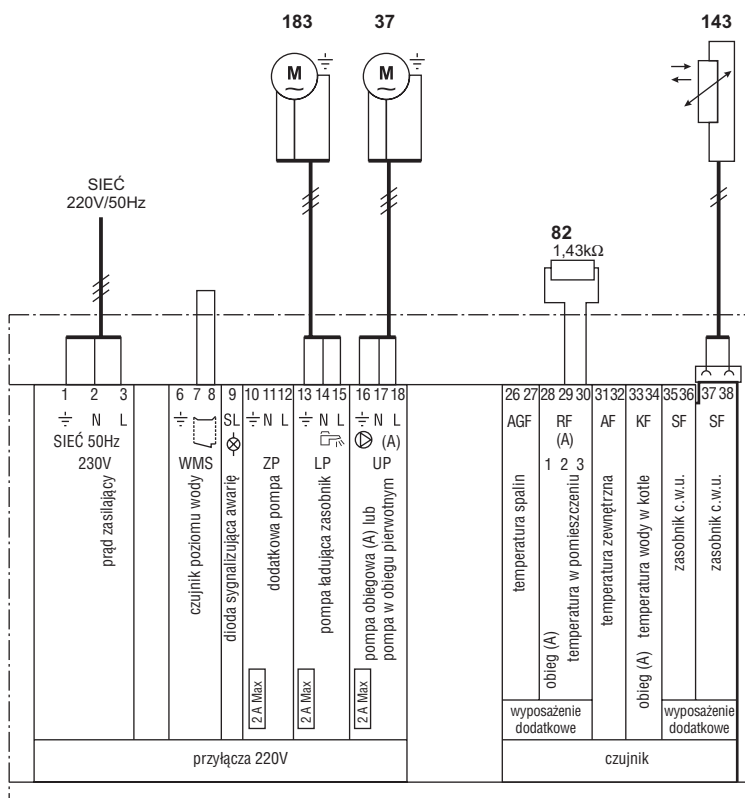 183
37
143
M
M
SIEĆ
220V/50Hz
82
1,43kΩ
1 2 3
6 7 8
9
10 11 12
13 14 15
16 17 18
26 27
28 29 30
31 32
33 34
35 36
37 38
N L
SL
N L
N L
N L
SIEĆ 50Hz
230V
(A)
WMS
ZP
LP
UP
AGF
RF
(A)
1 2 3
AF
KF
SF
SF
prąd zasilający
czujnik poziomu wody
dioda sygnalizująca awarię
dodatkowa pompa
pompa ładująca zasobnik
pompa obiegowa (A) lub
pompa w obiegu pierwotnym
temperatura spalin
obieg (A)
temperatura w pomieszczeniu
temperatura zewnętrzna
obieg (A) temperatura wody w kotle
zasobnik c.w.u.
zasobnik c.w.u.
2 A Max
2 A Max
2 A Max
wyposażenie
dodatkowe
wyposażenie
dodatkowe
przyłącza 220V
czujnik